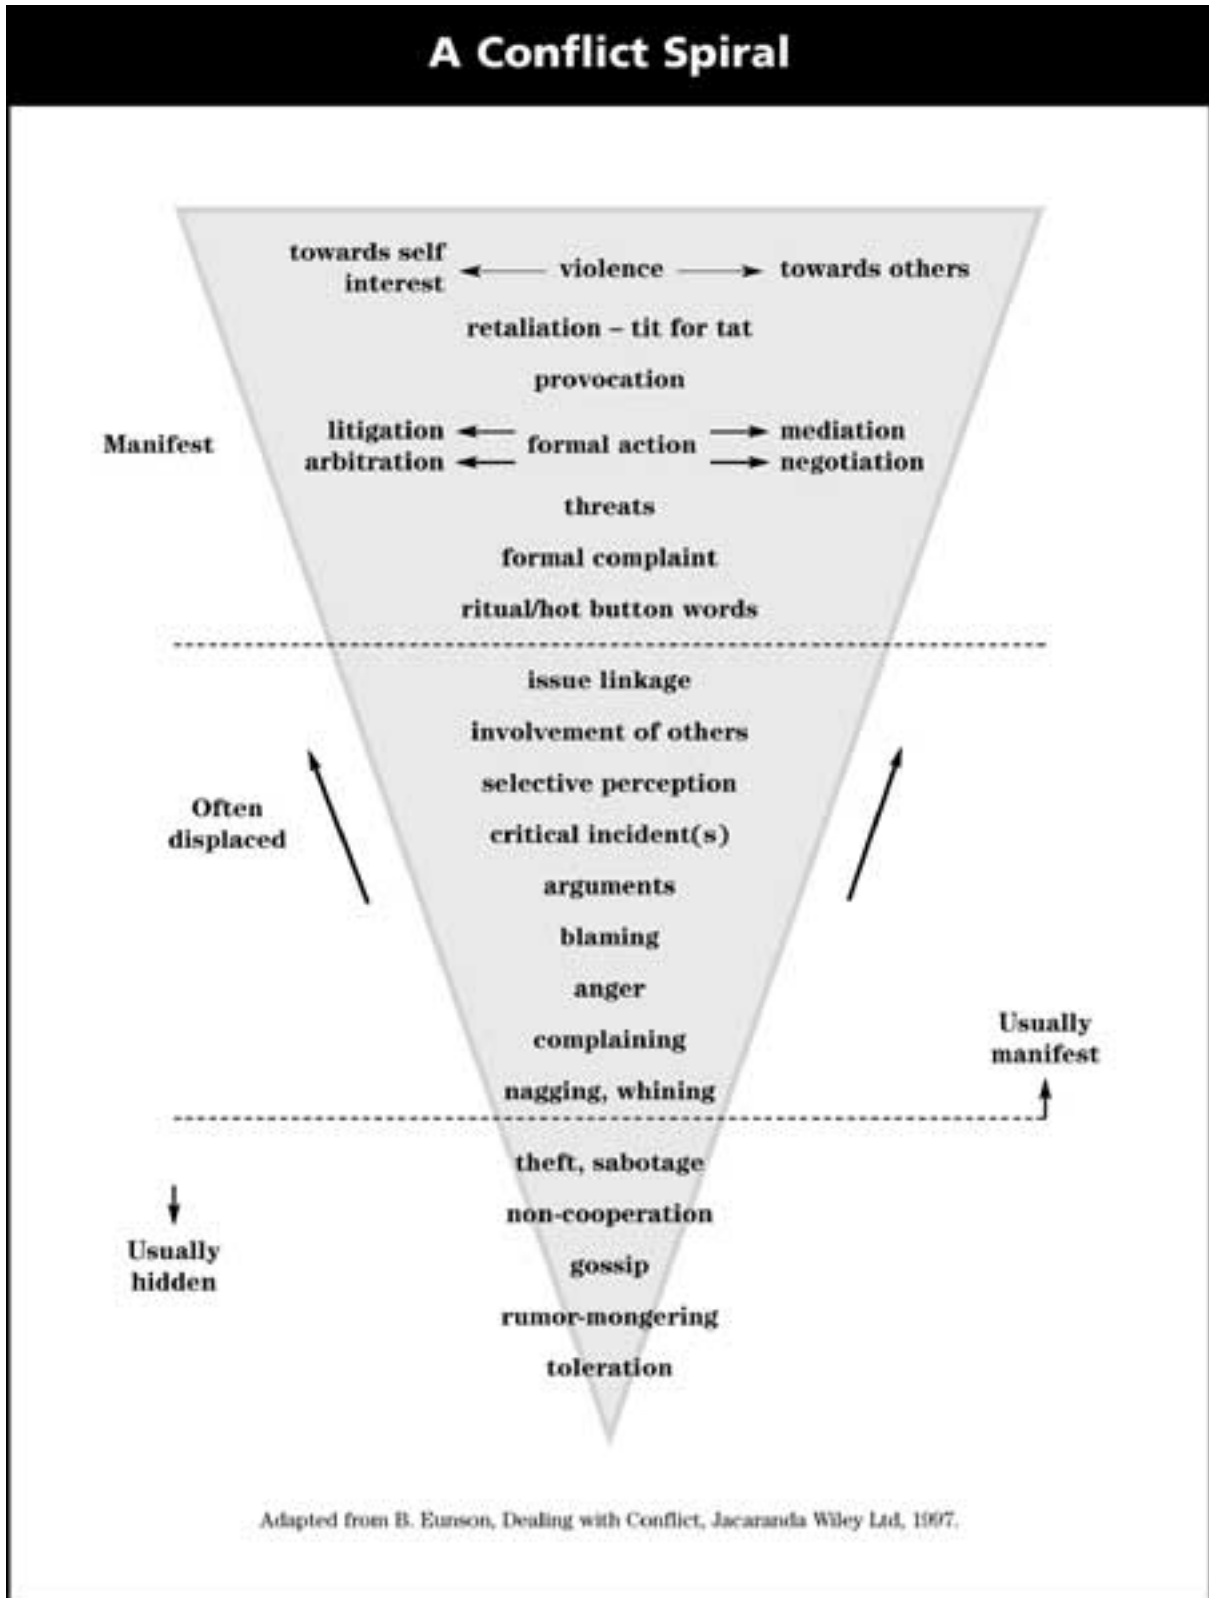 A Conflict Spiral
towards self
interest
violence
towards others
retaliation – tit for tat
provocation
Manifest
litigation
arbitration
formal action
mediation
negotiation
threats
formal complaint
ritual/hot button words
issue linkage
involvement of others
selective perception
Often
displaced
critical incident(s)
arguments
blaming
anger
Usually
manifest
complaining
nagging, whining
theft, sabotage
non-cooperation
Usually
hidden
gossip
rumor-mongering
toleration
Adapted from B. Eunson, Dealing with Conflict, Jacaranda Wiley Ltd, 1997.